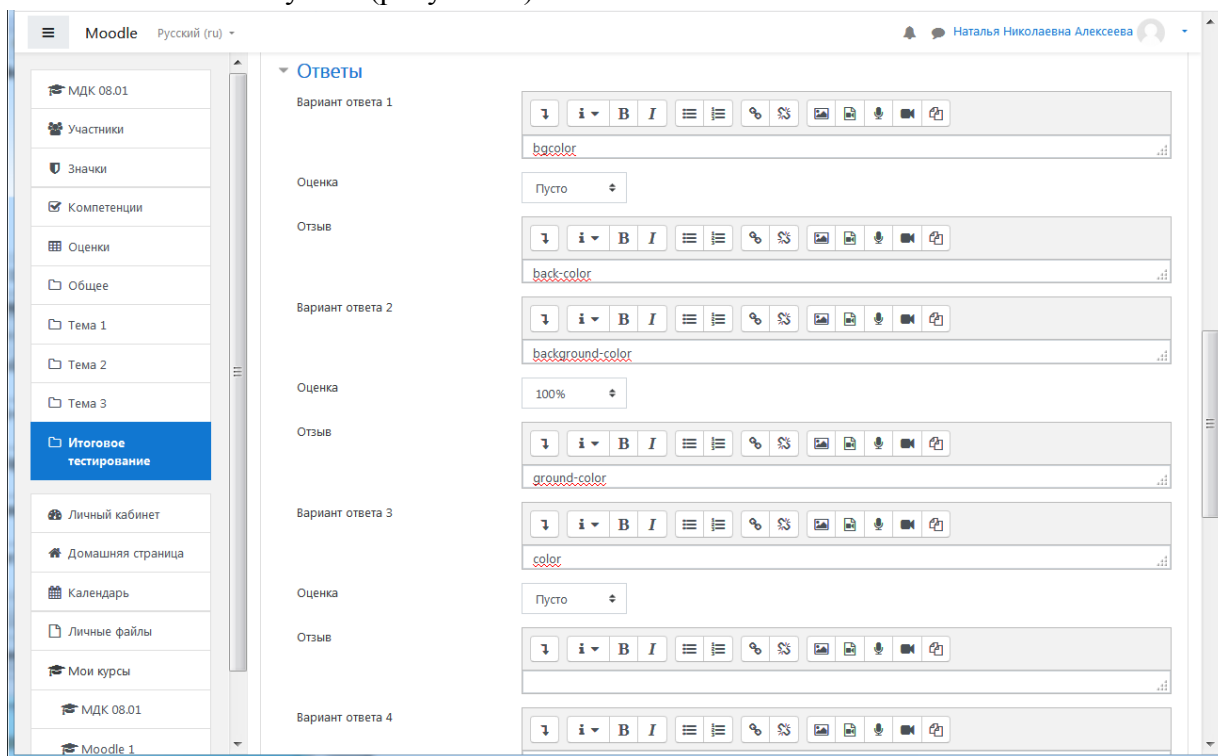 Moodle Русский (ru)
Наталья Николаевна Алексеева
МДК 08.01
Участники
Значки
Компетенции
Оценки
Общее
Тема 1
Тема 2
Тема 3
Итоговое
тестирование
Личный кабинет
Домашняя страница
Календарь
Личные файлы
Мои курсы
МДК 08.01
Moodle 1
Ответы
Вариант ответа 1
bgcolor
Оценка
Пусто
Отзыв
back-color
Вариант ответа 2
background-color
Оценка
100%
Отзыв
ground-color
Вариант ответа 3
color
Оценка
Пусто
Отзыв
Вариант ответа 4